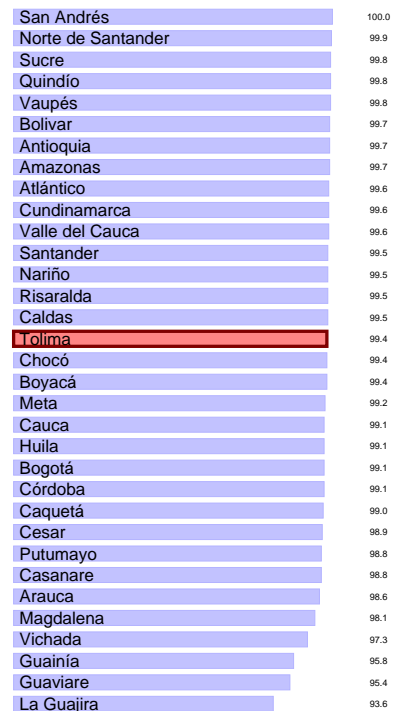 San Andrés 100.0
Norte de Santander 99.9
Sucre 99.8
Quindío 99.8
Vaupés 99.8
Bolivar 99.7
Antioquia 99.7
Amazonas 99.7
Atlántico 99.6
Cundinamarca 99.6
Valle del Cauca 99.6
Santander 99.5
Nariño 99.5
Risaralda 99.5
Caldas 99.5
Tolima 99.4
Chocó 99.4
Boyacá 99.4
Meta 99.2
Cauca 99.1
Huila 99.1
Bogotá 99.1
Córdoba 99.1
Caquetá 99.0
Cesar 98.9
Putumayo 98.8
Casanare 98.8
Arauca 98.6
Magdalena 98.1
Vichada 97.3
Guainía 95.8
Guaviare 95.4
La Guajira 93.6